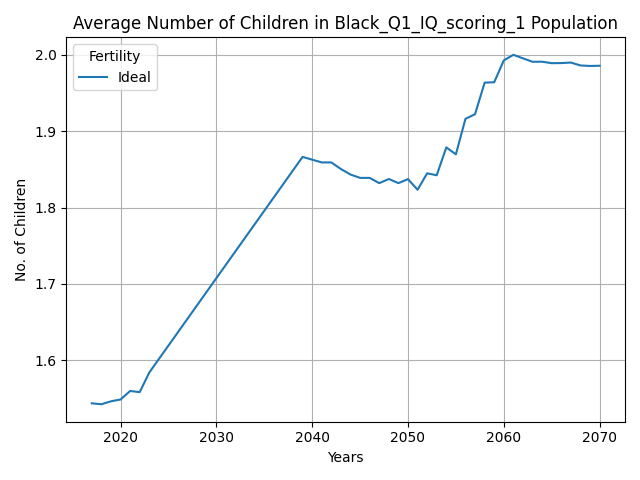 Average Number of Children in Black_Q1_IQ_scoring_1 Population
Fertility
Ideal
No. of Children
2.0
1.9
1.8
1.7
1.6
2020 2030 2040 2050 2060 2070
Years